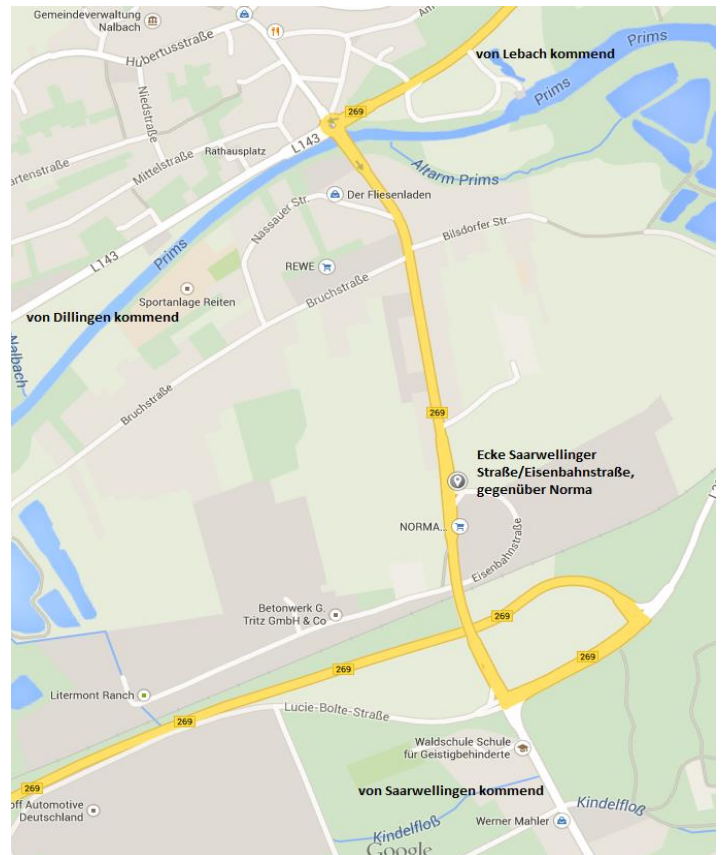 Gemeindeverwaltung
Nalbach
Hubertusstraße
Niedstraße
von Lebach kommend
Prims
269
Prims
L143
Rathausplatz
artenstraße
Mittelstraße
Altarm Prims
Der Fliesenladen
Nassauer Str.
Bilsdorfer Str.
L143
Prims
REWE
Sportanlage Reiten
Bruchstraße
von Dillingen kommend
Nalbach
Bruchstraße
269
Ecke Saarwellinger
Straße/Eisenbahnstraße,
gegenüber Norma
NORMA...
Eisenbahnstraße
Betonwerk G.
Tritz GmbH & Co
269
269
269
Litermont Ranch
Lucie-Bolte-Straße
269
Waldschule Schule
für Geistigbehinderte
269
von Saarwellingen kommend
off Automotive
Deutschland
Kindelfloß
Kindelfloß
Werner Mahler
Google